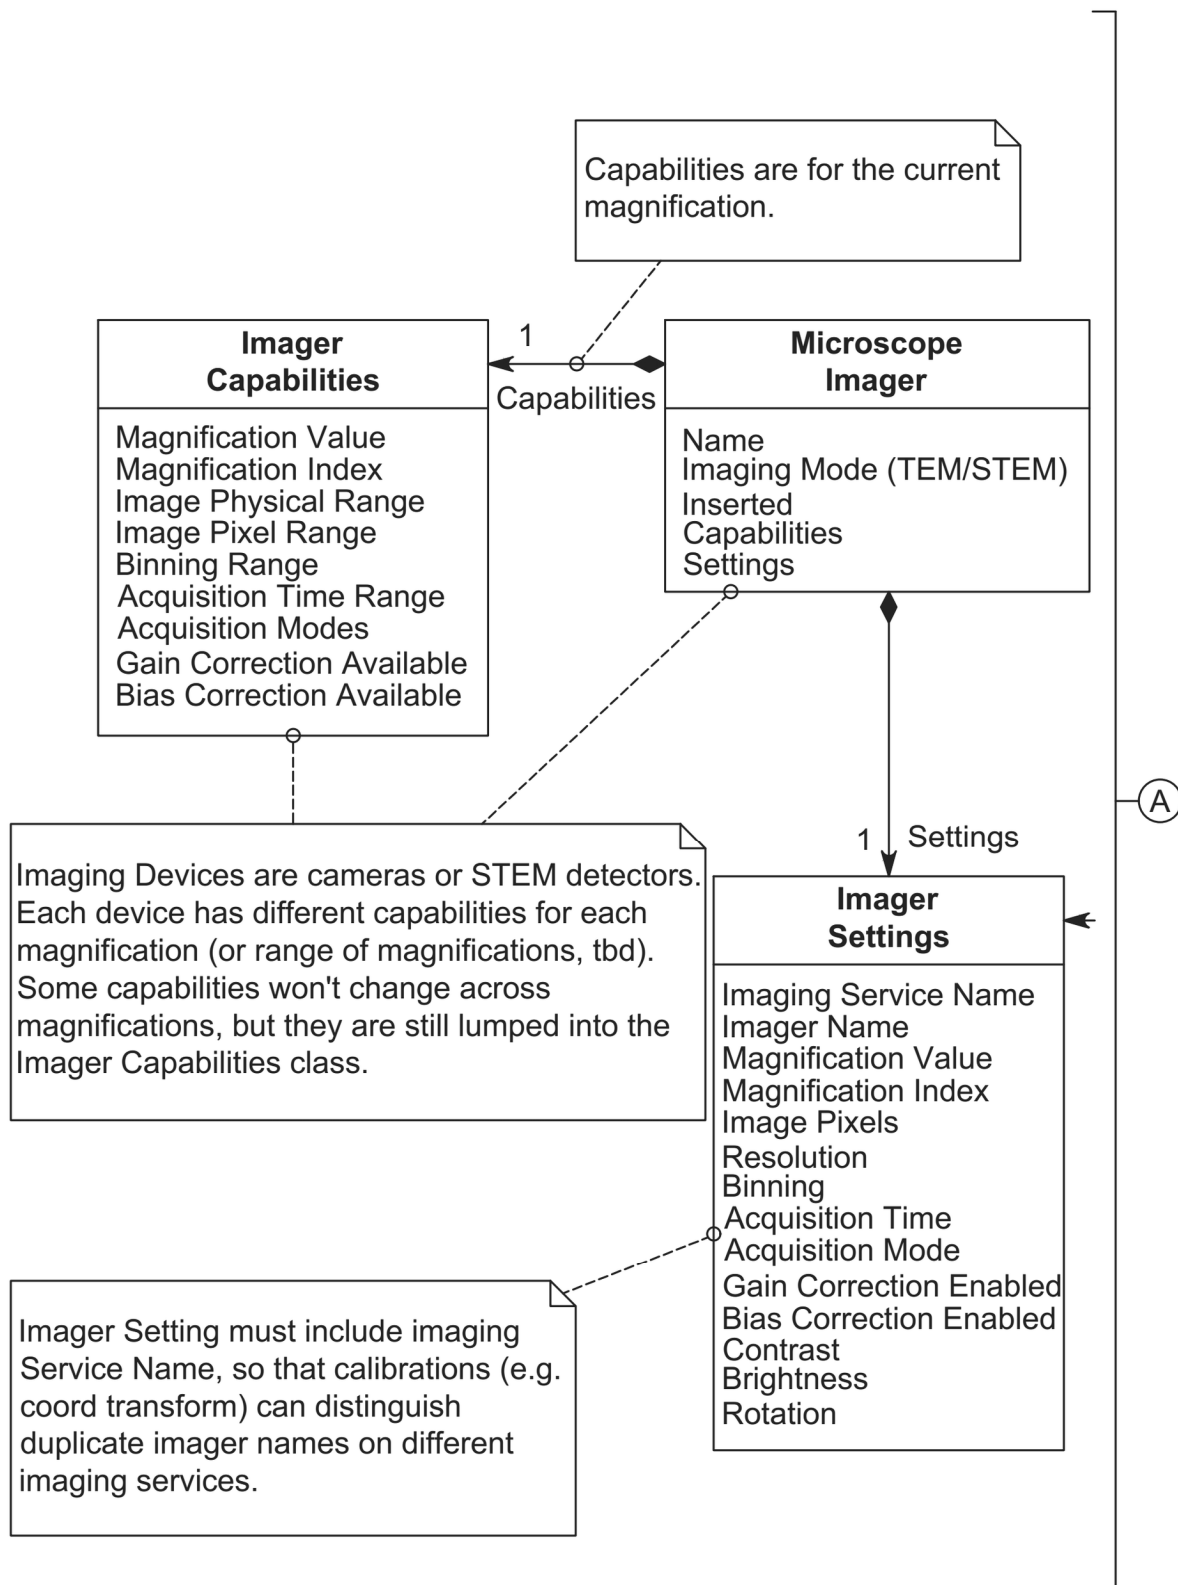 Capabilities are for the current
magnification.
Imager
Capabilities
Magnification Value
Magnification Index
Image Physical Range
Image Pixel Range
Binning Range
Acquisition Time Range
Acquisition Modes
Gain Correction Available
Bias Correction Available
1
Capabilities
Microscope
Imager
Name
Imaging Mode (TEM/STEM)
Inserted
Capabilities
Settings
A
1 Settings
Imaging Devices are cameras or STEM detectors.
Each device has different capabilities for each
magnification (or range of magnifications, tbd).
Some capabilities won't change across
magnifications, but they are still lumped into the
Imager Capabilities class.
Imager
Settings
Imaging Service Name
Imager Name
Magnification Value
Magnification Index
Image Pixels
Resolution
Binning
Acquisition Time
Acquisition Mode
Gain Correction Enabled
Bias Correction Enabled
Contrast
Brightness
Rotation
Imager Setting must include imaging
Service Name, so that calibrations (e.g.
coord transform) can distinguish
duplicate imager names on different
imaging services.